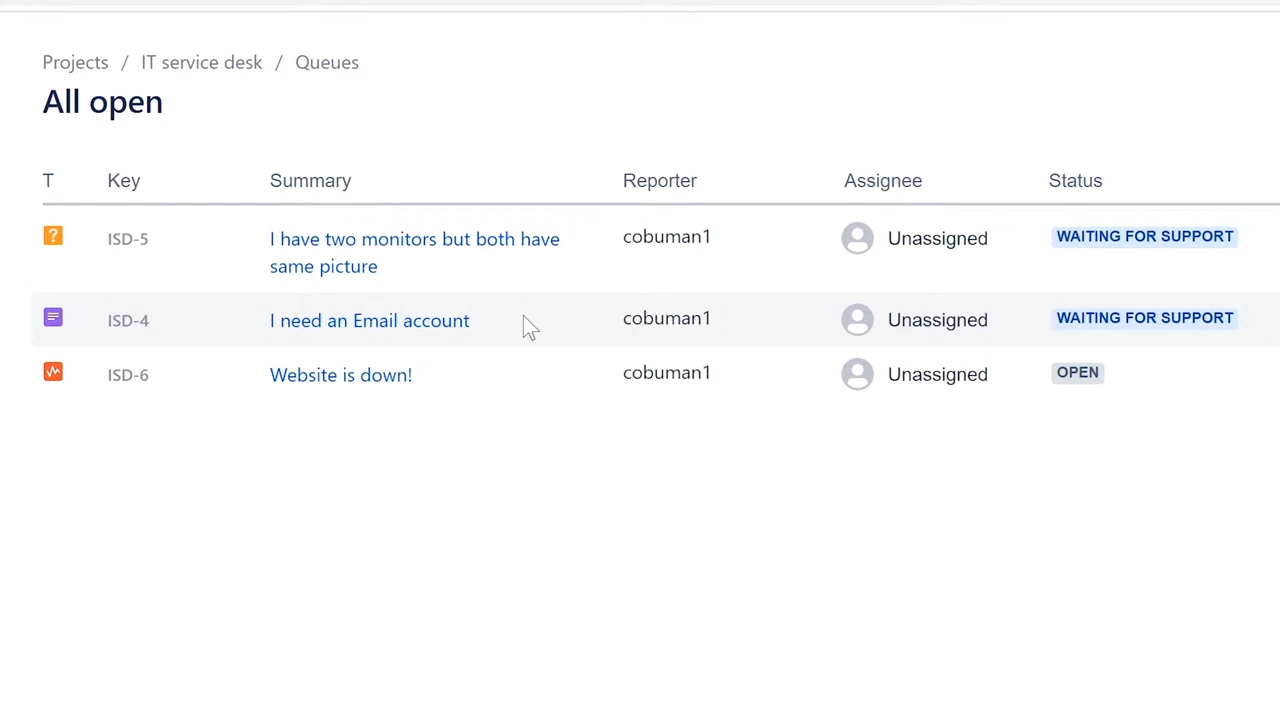 Projects / IT service desk / Queues
All open
T Key Summary Reporter Assignee Status
? ISD-5 I have two monitors but both have cobuman1 Unassigned WAITING FOR SUPPORT
same picture
ISD-4 I need an Email account cobuman1 Unassigned WAITING FOR SUPPORT
ISD-6 Website is down! cobuman1 Unassigned OPEN